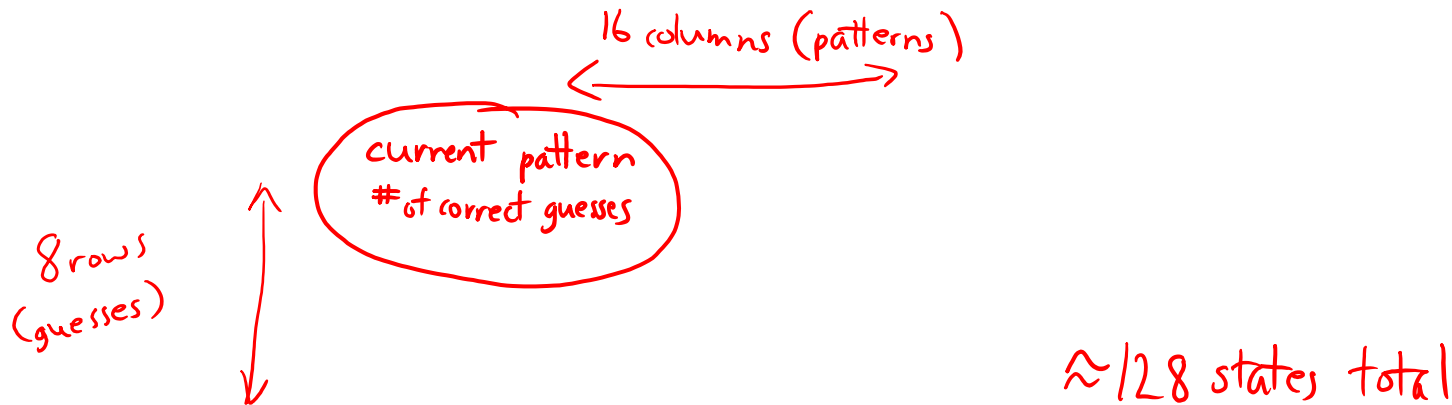 16 columns (patterns)
current pattern
# of correct guesses
8 rows
(guesses)
≈128 states total